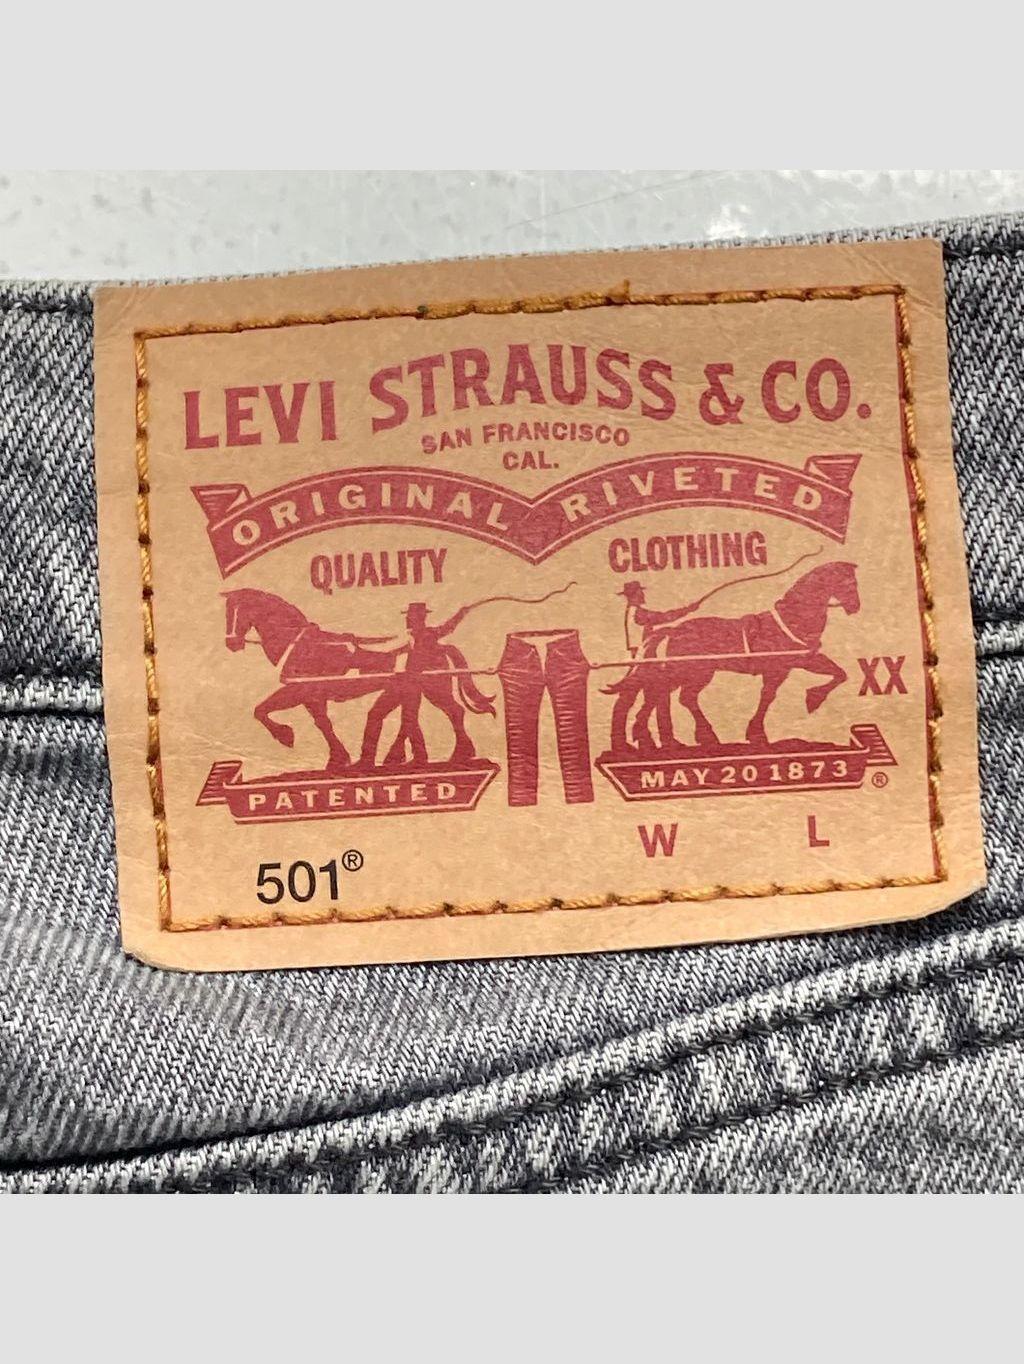 LEVI STRAUSS & CO.
SAN FRANCISCO
CAL.
ORIGINAL RIVETED
QUALITY CLOTHING
XX
PATENTED MAY 20 1873 ®
W L
501®